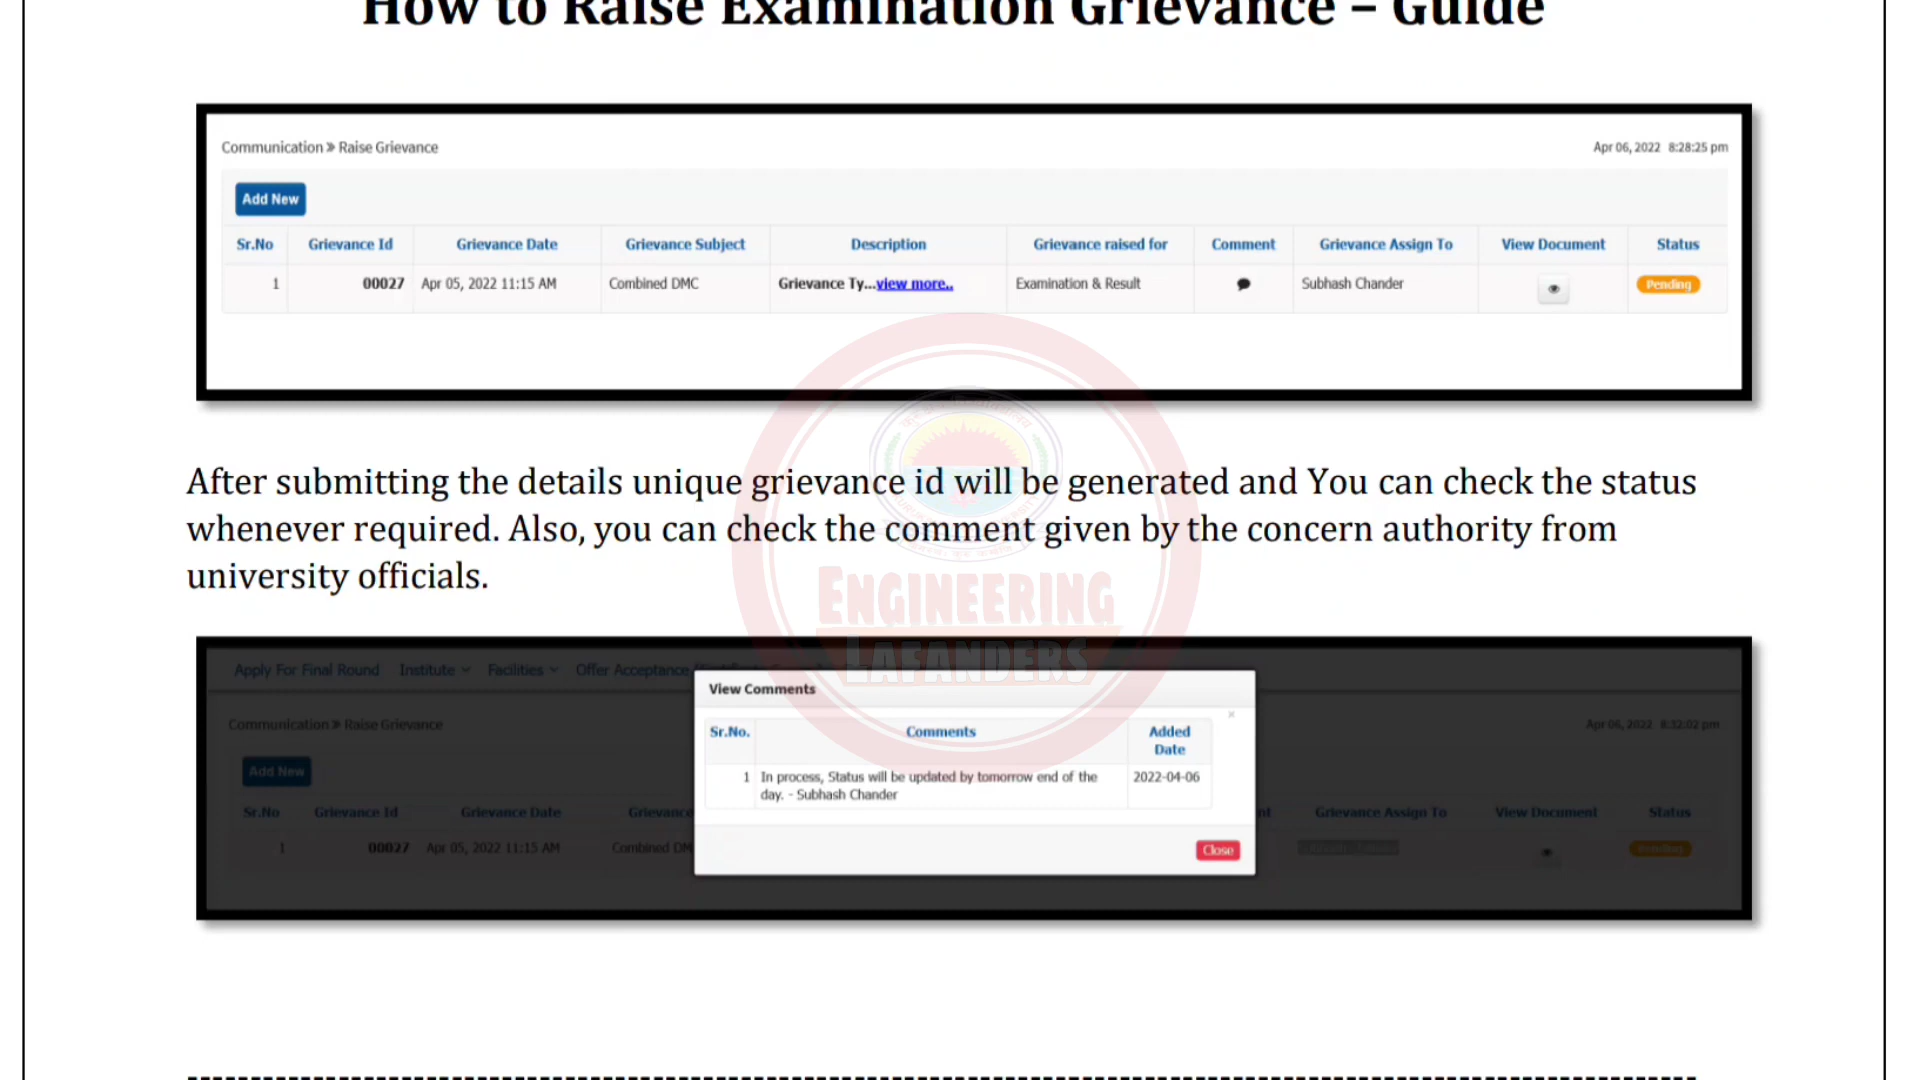 How to Raise Examination Grievance – Guide
Communication » Raise Grievance
Apr 06, 2022 8:28:25 pm
Add New
Sr.No Grievance Id Grievance Date Grievance Subject Description Grievance raised for Comment Grievance Assign To View Document Status
1 00027 Apr 05, 2022 11:15 AM Combined DMC Grievance Ty...view more.. Examination & Result Subhash Chander Pending
After submitting the details unique grievance id will be generated and You can check the status
whenever required. Also, you can check the comment given by the concern authority from
university officials.
ENGINEERING
LAFANDERS
Apply For Final Round Institute Facilities Offer Acceptance
Communication » Raise Grievance
Apr 06, 2022 8:32:02 pm
Add New
Sr.No Grievance Id Grievance Date Grievance nt Grievance Assign To View Document Status
1 00027 Apr 05, 2022 11:15 AM Combined DM Pending
View Comments
×
Sr.No. Comments Added
Date
1 In process, Status will be updated by tomorrow end of the 2022-04-06
day. - Subhash Chander
Close